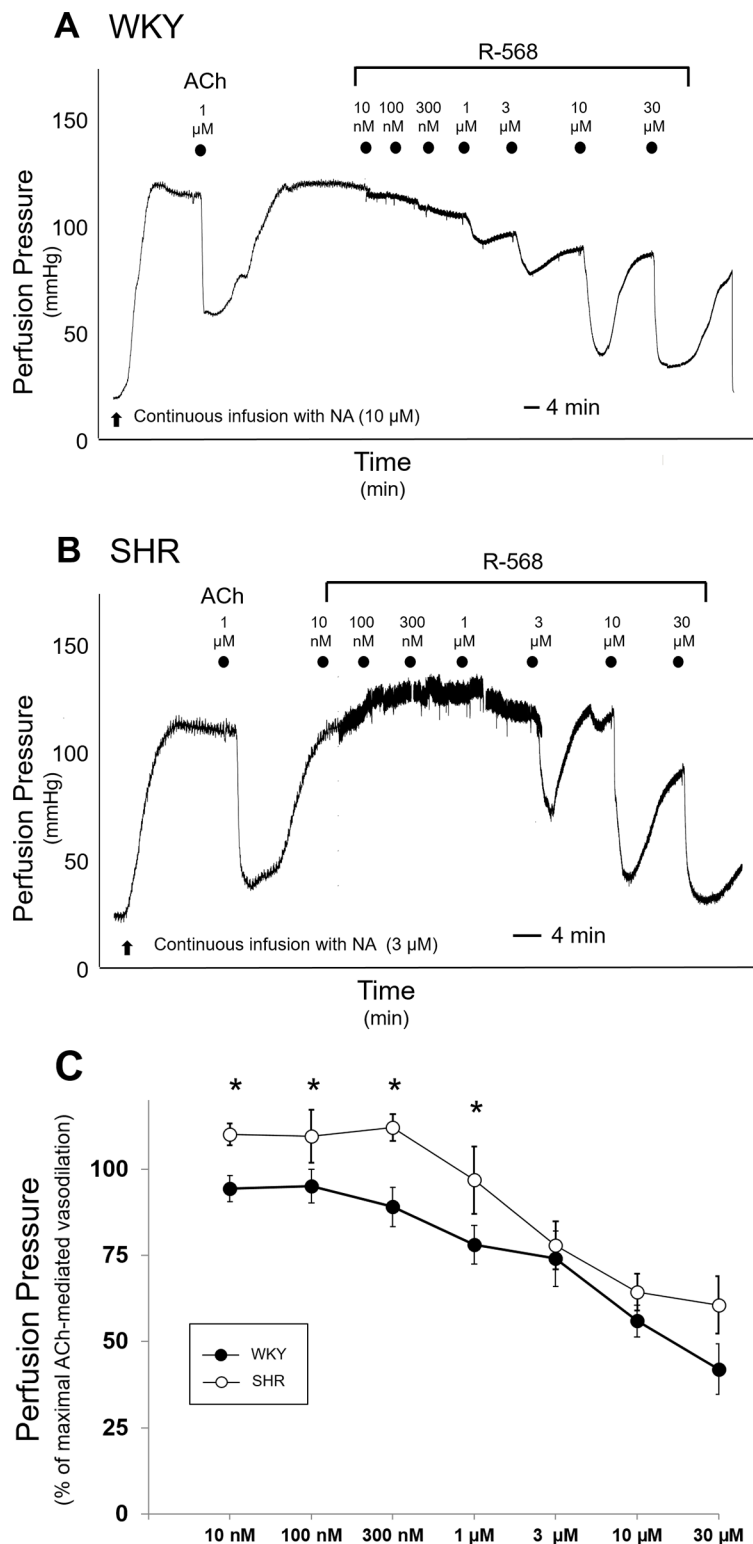 A WKY
R-568
ACh
1 10 100 300 1 3 10 30
µM nM nM nM µM µM µM µM
150
100
50
0
Perfusion Pressure
(mmHg)
Continuous infusion with NA (10 µM)
4 min
Time
(min)
B SHR
R-568
ACh
1 10 100 300 1 3 10 30
µM nM nM nM µM µM µM µM
150
100
50
0
Perfusion Pressure
(mmHg)
Continuous infusion with NA (3 µM)
4 min
Time
(min)
C
* * * *
Perfusion Pressure
(% of maximal ACh-mediated vasodilation)
100
75
50
25
0
WKY
SHR
10 nM 100 nM 300 nM 1 µM 3 µM 10 µM 30 µM